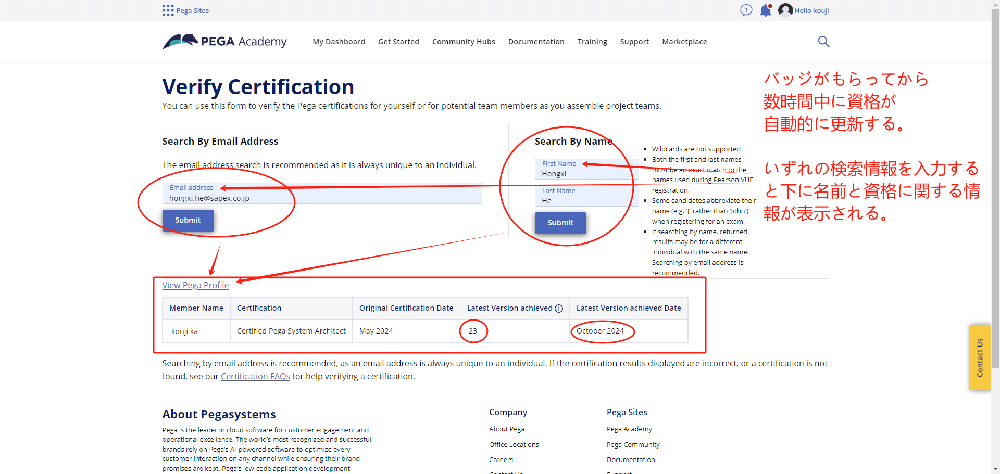 Pega Sites
?
Hello kouji
PEGA Academy
My Dashboard
Get Started
Community Hubs
Documentation
Training
Support
Marketplace
Verify Certification
You can use this form to verify the Pega certifications for yourself or for potential team members as you assemble project teams.
バッジがもらってから
数時間中に資格が
自動的に更新する。
いずれの検索情報を入力する
と下に名前と資格に関する情
報が表示される。
Search By Email Address
The email address search is recommended as it is always unique to an individual.
Email address
hongxi.he@sapex.co.jp
Submit
Search By Name
First Name
Hongxi
Last Name
He
Submit
Wildcards are not supported
Both the first and last names
must be an exact match to the
names used during Pearson VUE
registration.
Some candidates abbreviate their
name (e.g. 'J' rather than 'John')
when registering for an exam.
If searching by name, returned
results may be for a different
individual with the same name.
Searching by email address is
recommended.
View Pega Profile
Member Name
Certification
Original Certification Date
Latest Version achieved
Latest Version achieved Date
kouji ka
Certified Pega System Architect
May 2024
'23
October 2024
Searching by email address is recommended, as an email address is always unique to an individual. If the certification results displayed are incorrect, or a certification is not
found, see our Certification FAQs for help verifying a certification.
Contact Us
About Pegasystems
Pega is the leader in cloud software for customer engagement and
operational excellence. The world's most recognized and successful
brands rely on Pega's AI-powered software to optimize every
customer interaction on any channel while ensuring their brand
promises are kept. Pega's low-code application development
Company
About Pega
Office Locations
Careers
Contact Us
Pega Sites
Pega Academy
Pega Community
Documentation
Support